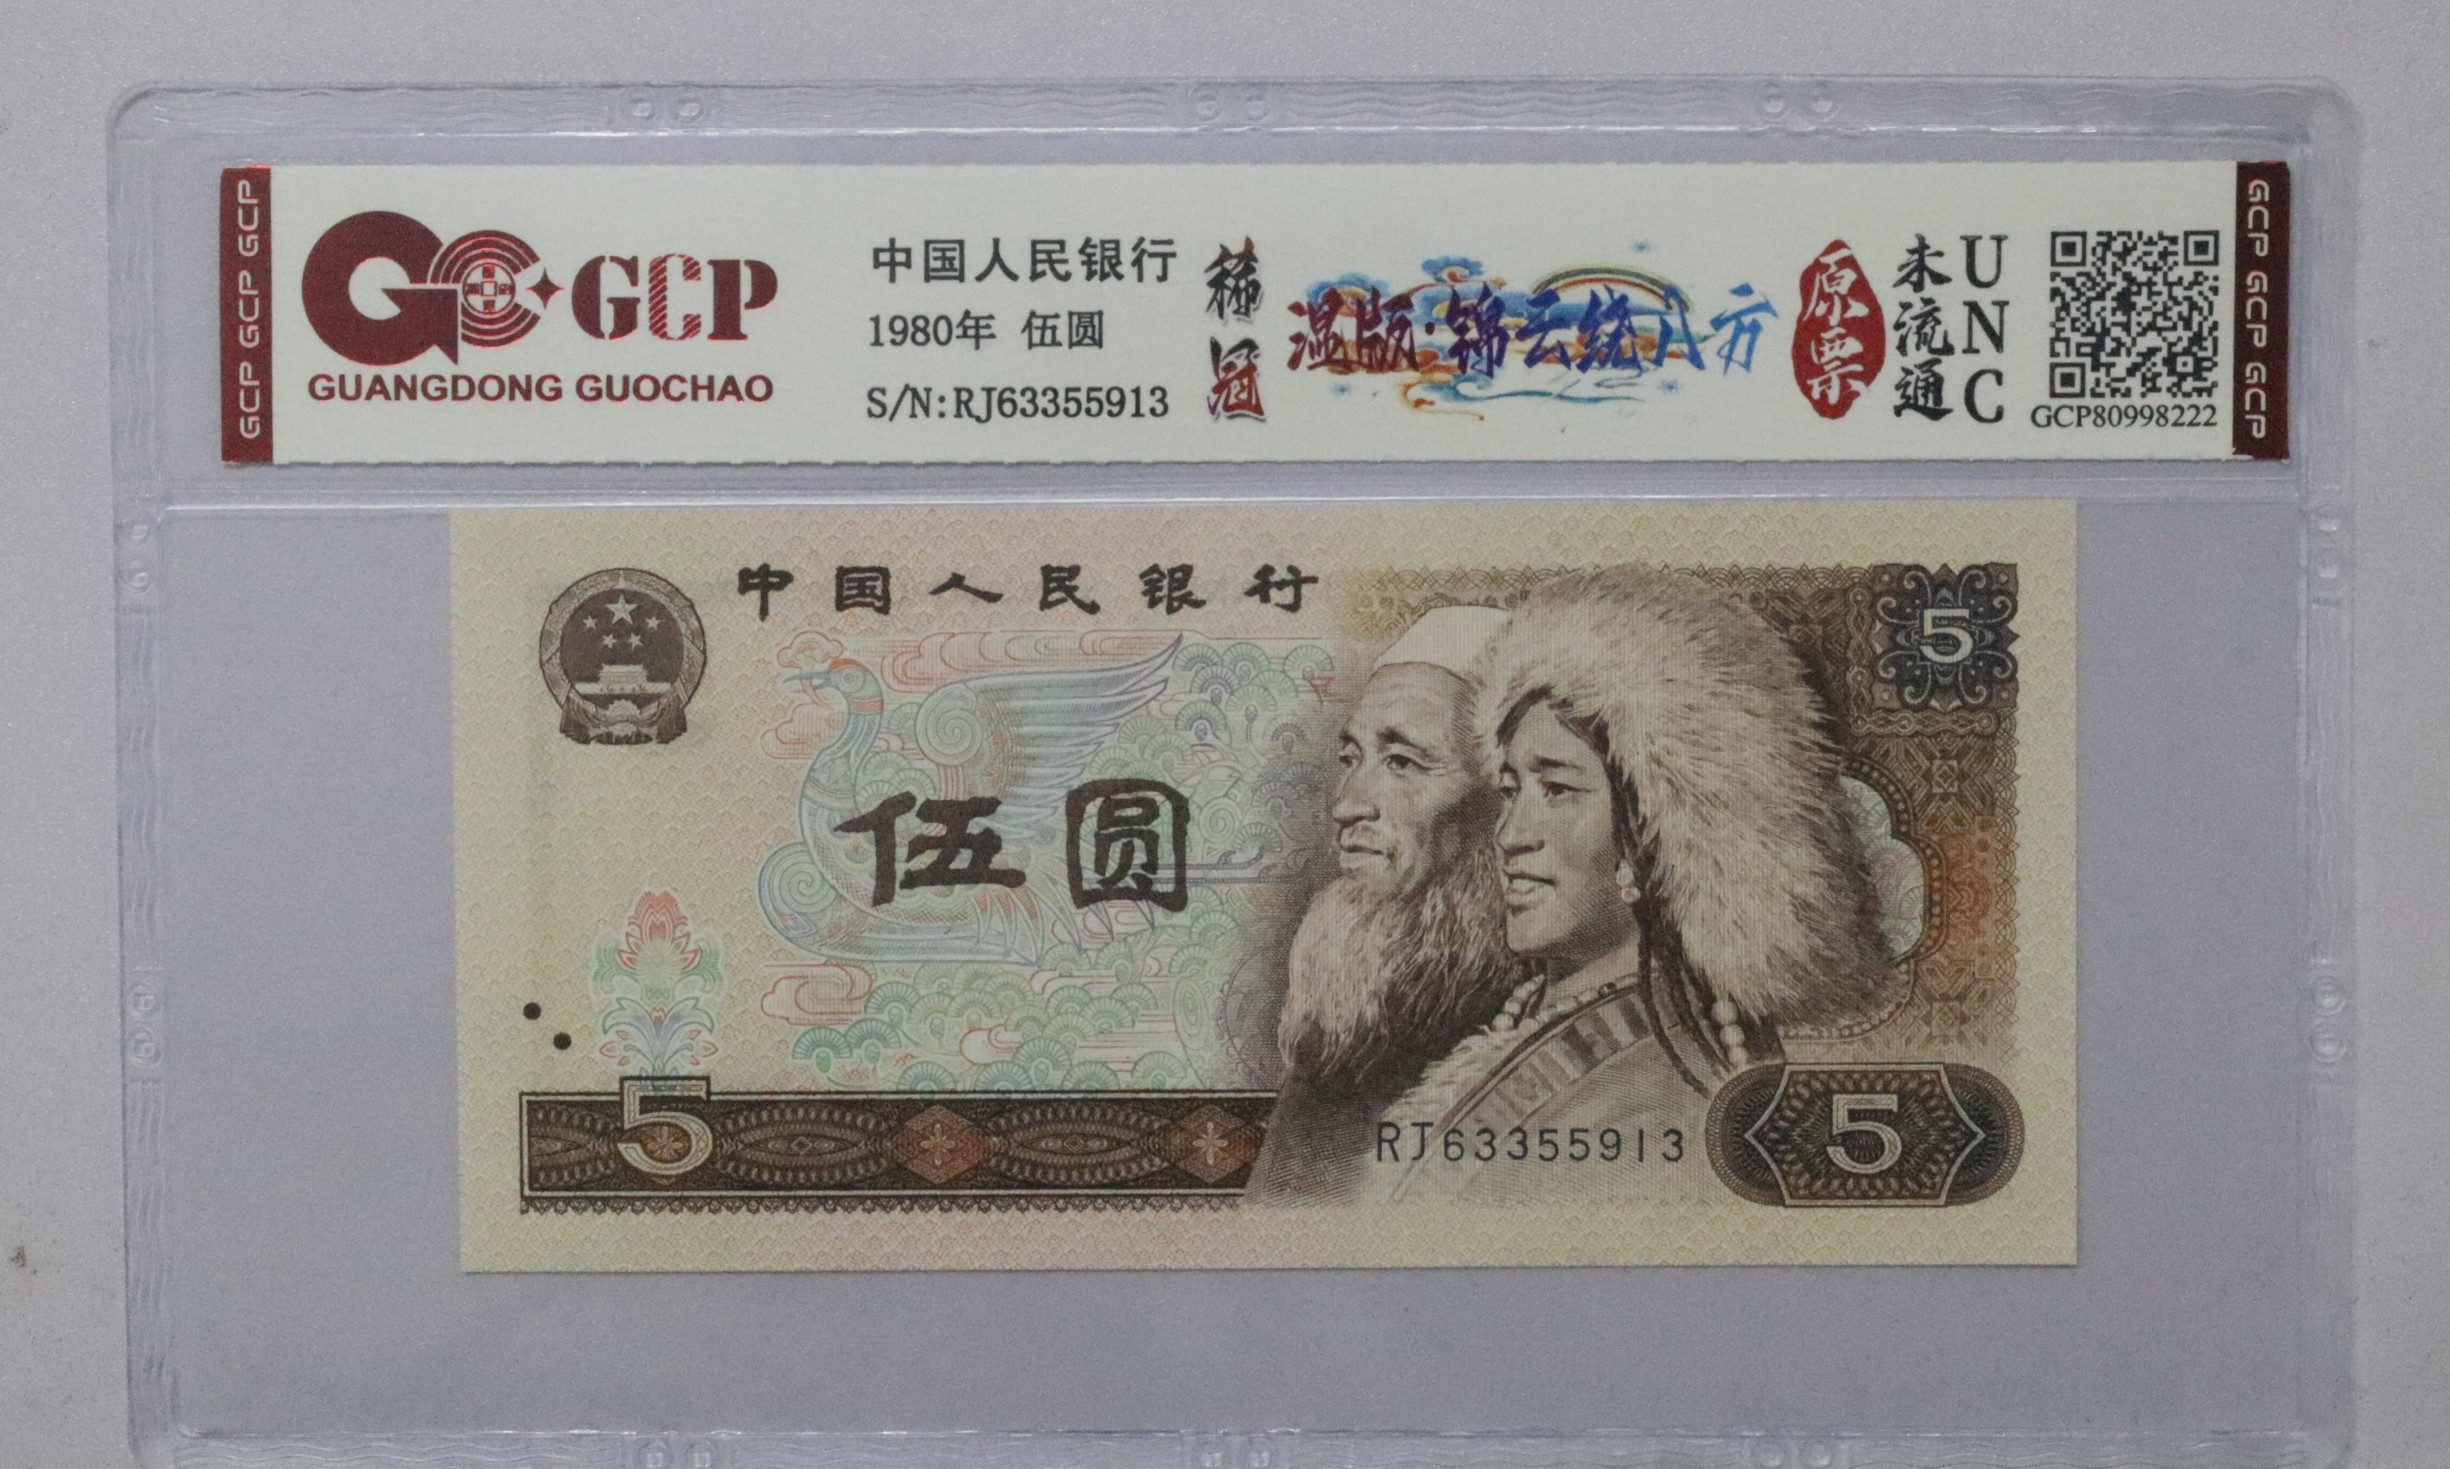 GCP GCP GCP
GCP
GUANGDONG GUOCHAO
中国人民银行
1980年 伍圆
S/N:RJ63355913
稀冠
温版·锦云绕八方
原票
未流通
UNC
GCP80998222
GCP GCP GCP
中国人民银行
5
伍圆
5
RJ63355913
5